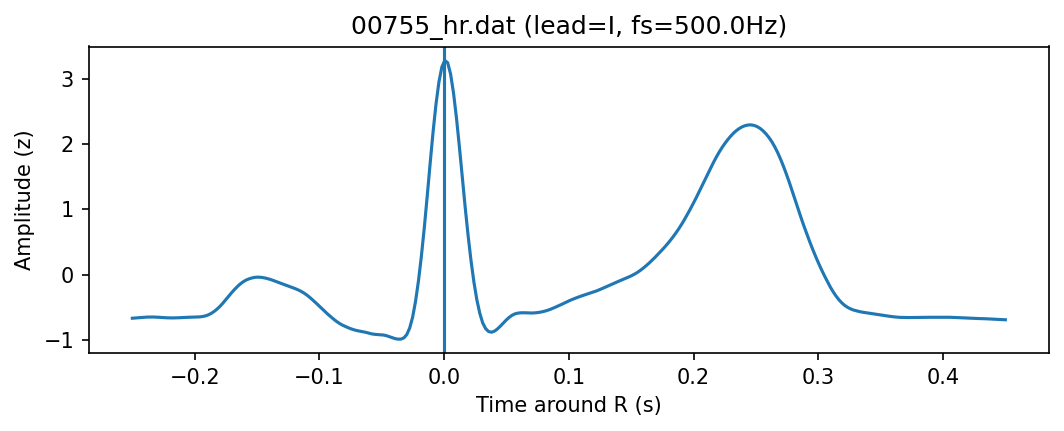 00755_hr.dat (lead=I, fs=500.0Hz)
Amplitude (z)
3
2
1
0
−1
−0.2 −0.1 0.0 0.1 0.2 0.3 0.4
Time around R (s)